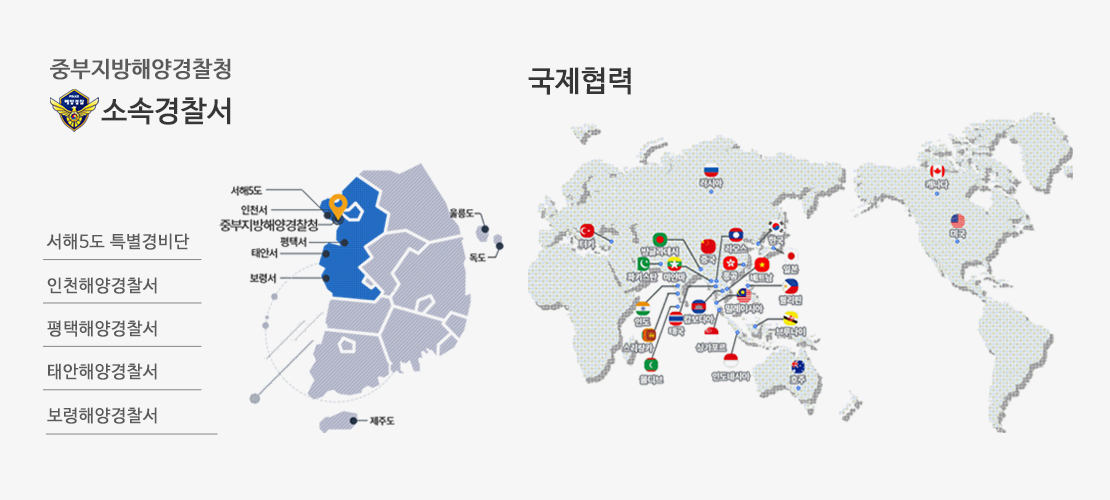 중부지방해양경찰청
POLICE
해양경찰
소속경찰서
서해5도 특별경비단
인천해양경찰서
평택해양경찰서
태안해양경찰서
보령해양경찰서
서해5도
인천서
중부지방해양경찰청
평택서
태안서
보령서
울릉도
독도
제주도
국제협력
러시아
캐나다
미국
터키
방글라데시
중국
라오스
한국
일본
파키스탄
미얀마
홍콩
베트남
필리핀
인도
태국
캄보디아
말레이시아
브루나이
스리랑카
싱가포르
몰디브
인도네시아
호주